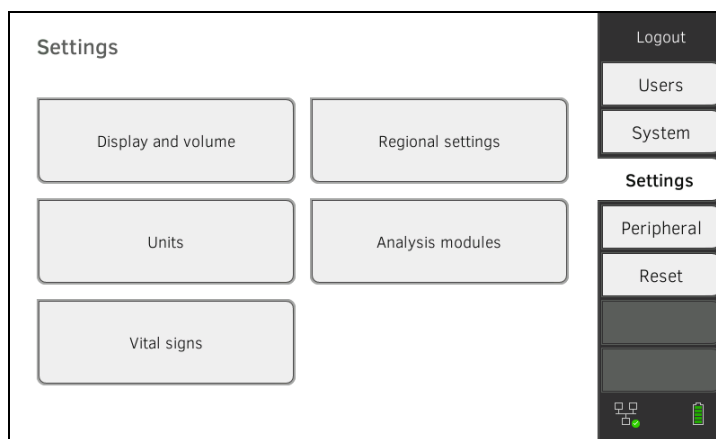 Settings
Display and volume
Regional settings
Units
Analysis modules
Vital signs
Logout
Users
System
Settings
Peripheral
Reset